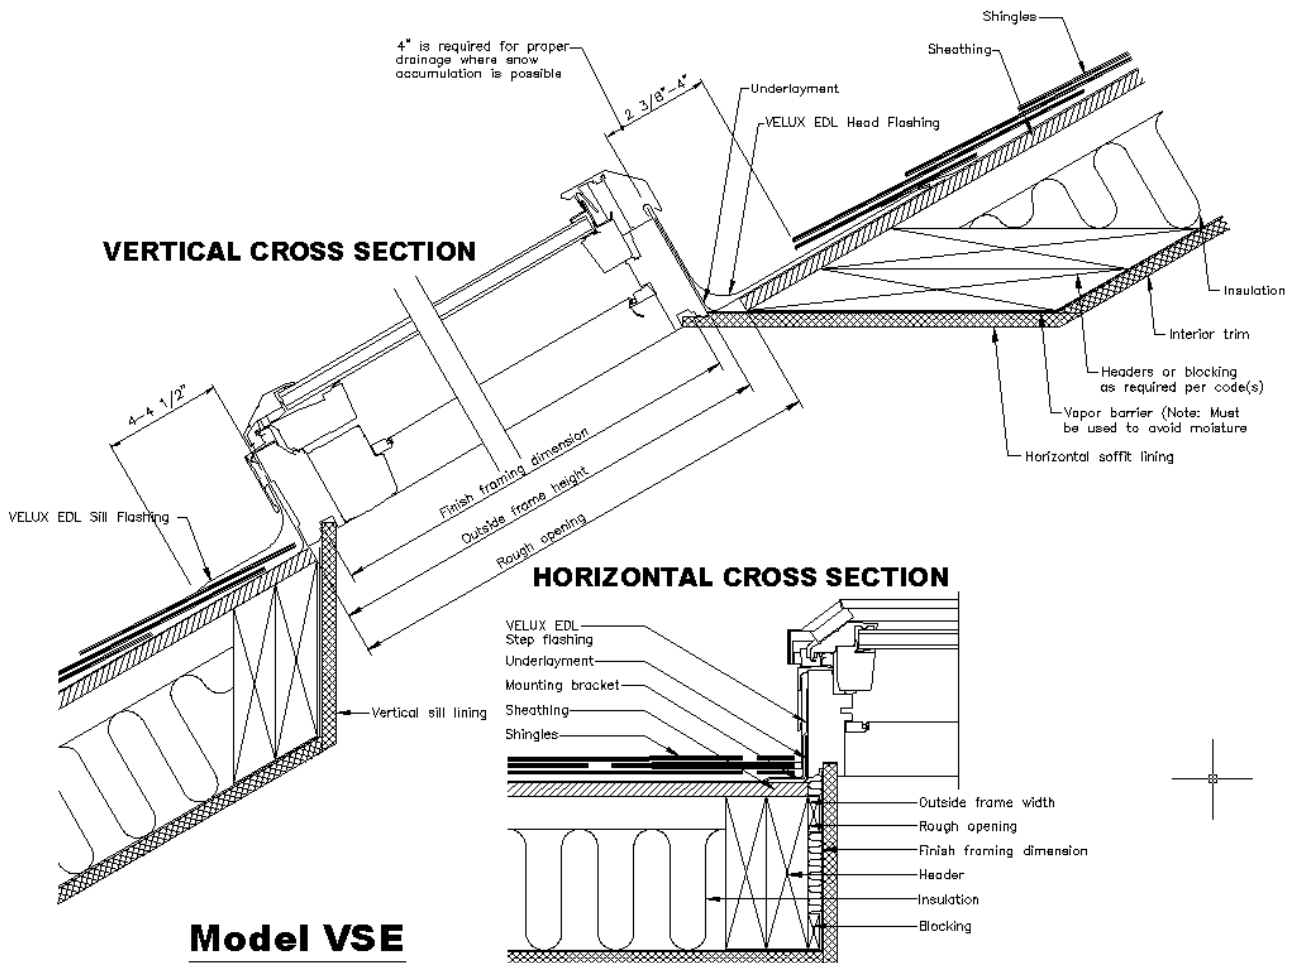 Shingles
4" is required for proper
drainage where snow
accumulation is possible
Sheathing
2 3/8"-4"
Underlayment
VELUX EDL Head Flashing
VERTICAL CROSS SECTION
Insulation
Interior trim
Headers or blocking
as required per code(s)
4-4 1/2"
Vapor barrier (Note: Must
be used to avoid moisture
Horizontal soffit lining
Finish framing dimension
Outside frame height
Rough opening
VELUX EDL Sill Flashing
HORIZONTAL CROSS SECTION
VELUX EDL
Step flashing
Underlayment
Mounting bracket
Sheathing
Shingles
Vertical sill lining
Outside frame width
Rough opening
Finish framing dimension
Header
Insulation
Blocking
Model VSE